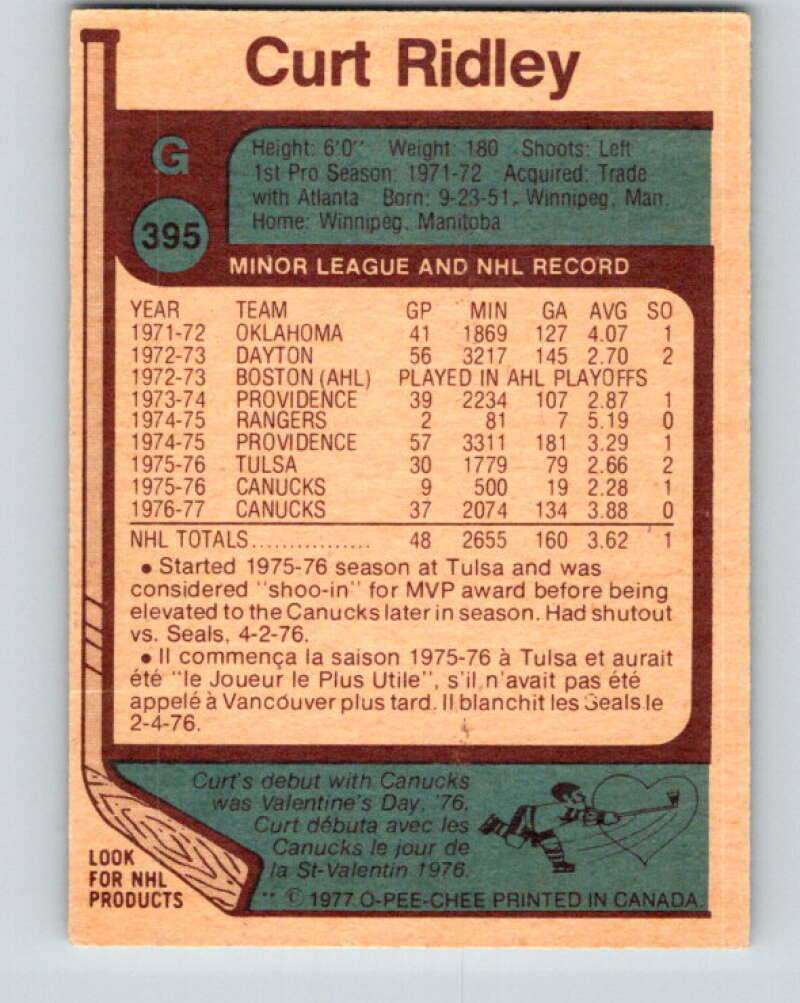 Curt Ridley
G
395
Height: 6'0'' Weight: 180 Shoots: Left
1st Pro Season: 1971-72 Acquired: Trade
with Atlanta Born: 9-23-51, Winnipeg, Man.
Home: Winnipeg, Manitoba
MINOR LEAGUE AND NHL RECORD
YEAR TEAM GP MIN GA AVG SO
1971-72 OKLAHOMA 41 1869 127 4.07 1
1972-73 DAYTON 56 3217 145 2.70 2
1972-73 BOSTON (AHL) PLAYED IN AHL PLAYOFFS
1973-74 PROVIDENCE 39 2234 107 2.87 1
1974-75 RANGERS 2 81 7 5.19 0
1974-75 PROVIDENCE 57 3311 181 3.29 1
1975-76 TULSA 30 1779 79 2.66 2
1975-76 CANUCKS 9 500 19 2.28 1
1976-77 CANUCKS 37 2074 134 3.88 0
NHL TOTALS................ 48 2655 160 3.62 1
• Started 1975-76 season at Tulsa and was
considered "shoo-in" for MVP award before being
elevated to the Canucks later in season. Had shutout
vs. Seals, 4-2-76.
• Il commença la saison 1975-76 à Tulsa et aurait
été "le Joueur le Plus Utile", s'il n'avait pas été
appelé à Vancouver plus tard. Il blanchit les Seals le
2-4-76.
Curt's debut with Canucks
was Valentine's Day, '76.
Curt débuta avec les
Canucks le jour de
la St-Valentin 1976.
LOOK
FOR NHL
PRODUCTS
** © 1977 O-PEE-CHEE PRINTED IN CANADA.